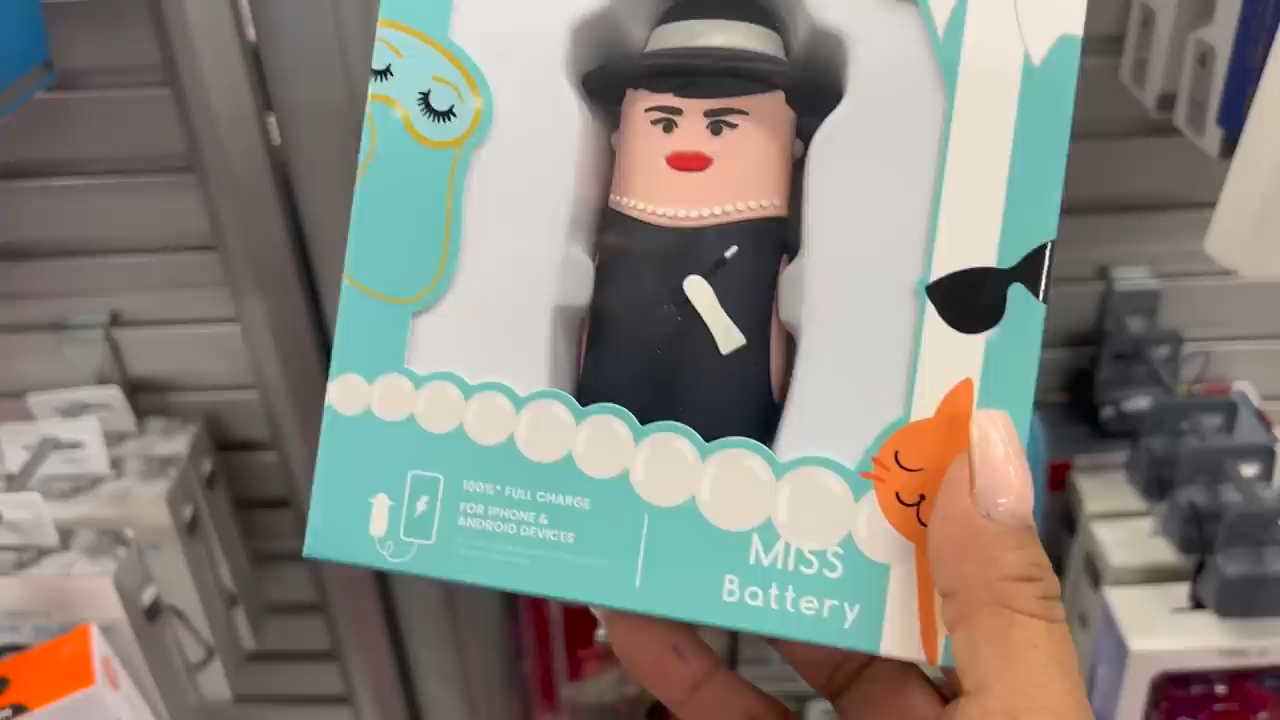 100%* FULL CHARGE
FOR IPHONE &
ANDROID DEVICES
MISS
Battery